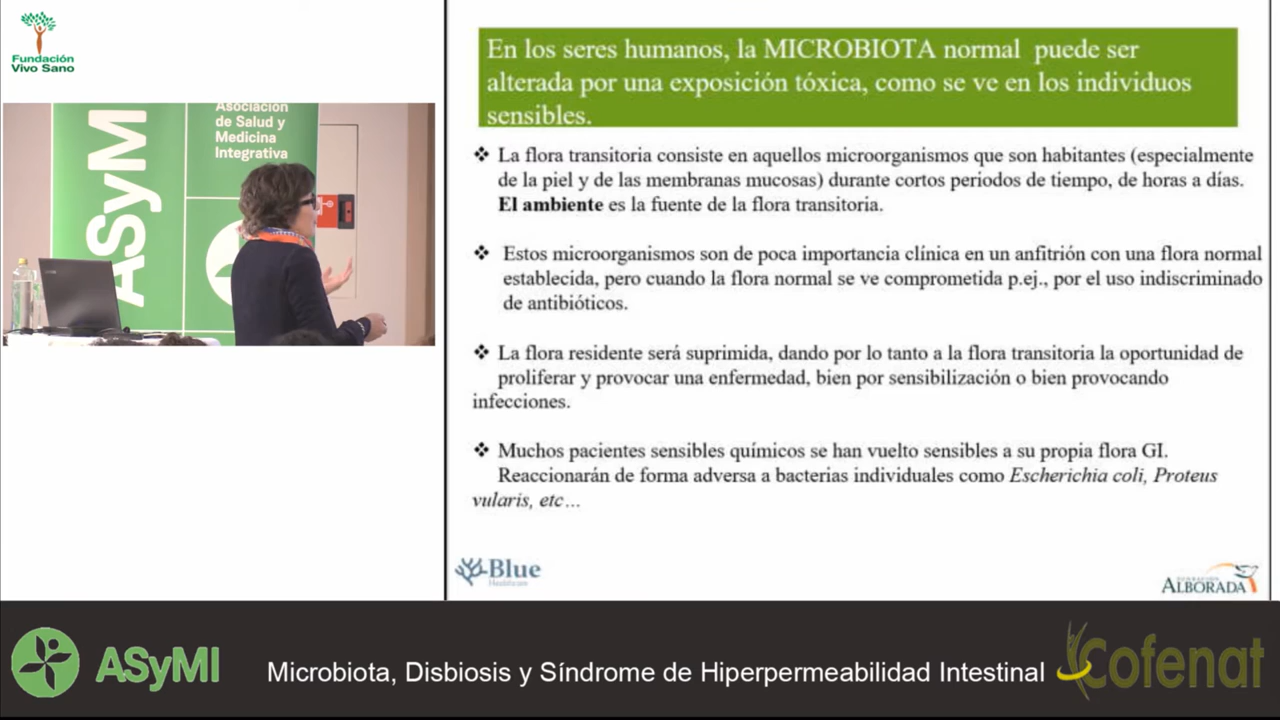 Fundación
Vivo Sano
ASyMI
Asociación
de Salud y
Medicina
Integrativa
En los seres humanos, la MICROBIOTA normal puede ser
alterada por una exposición tóxica, como se ve en los individuos
sensibles.
❖ La flora transitoria consiste en aquellos microorganismos que son habitantes (especialmente
de la piel y de las membranas mucosas) durante cortos períodos de tiempo, de horas a días.
El ambiente es la fuente de la flora transitoria.
❖ Estos microorganismos son de poca importancia clínica en un anfitrión con una flora normal
establecida, pero cuando la flora normal se ve comprometida p.ej., por el uso indiscriminado
de antibióticos.
❖ La flora residente será suprimida, dando por lo tanto a la flora transitoria la oportunidad de
proliferar y provocar una enfermedad, bien por sensibilización o bien provocando
infecciones.
❖ Muchos pacientes sensibles químicos se han vuelto sensibles a su propia flora GI.
Reaccionarán de forma adversa a bacterias individuales como Escherichia coli, Proteus
vularis, etc…
Blue
Healthcare
FUNDACIÓN
ALBORADA
ASyMI
Microbiota, Disbiosis y Síndrome de Hiperpermeabilidad Intestinal
Cofenat